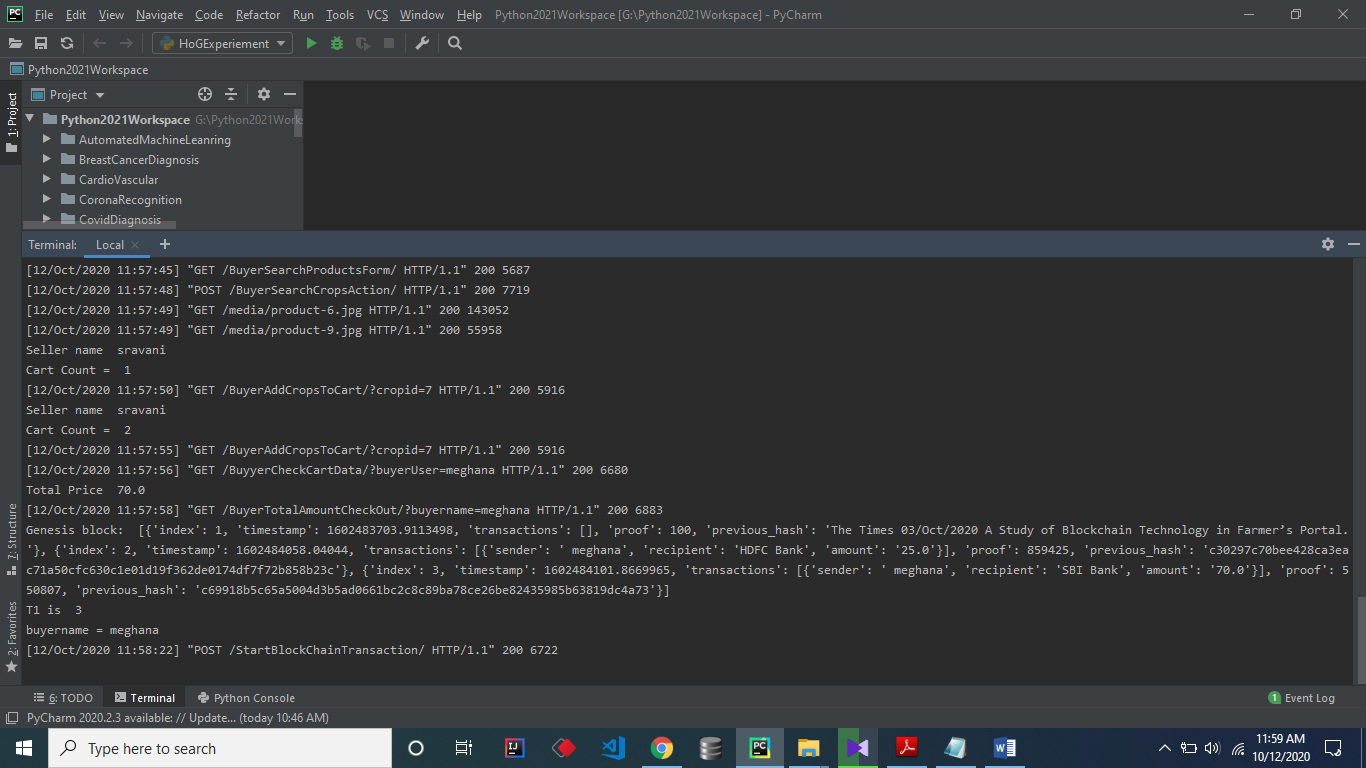 PC File Edit View Navigate Code Refactor Run Tools VCS Window Help Python2021Workspace [G:\Python2021Workspace] - PyCharm
HoGExperiement
Python2021Workspace
1: Project
Project
Python2021Workspace G:\Python2021Work
AutomatedMachineLeanring
BreastCancerDiagnosis
CardioVascular
CoronaRecognition
CovidDiagnosis
Terminal: Local × +
[12/Oct/2020 11:57:45] "GET /BuyerSearchProductsForm/ HTTP/1.1" 200 5687
[12/Oct/2020 11:57:48] "POST /BuyerSearchCropsAction/ HTTP/1.1" 200 7719
[12/Oct/2020 11:57:49] "GET /media/product-6.jpg HTTP/1.1" 200 143052
[12/Oct/2020 11:57:49] "GET /media/product-9.jpg HTTP/1.1" 200 55958
Seller name  sravani
Cart Count =  1
[12/Oct/2020 11:57:50] "GET /BuyerAddCropsToCart/?cropid=7 HTTP/1.1" 200 5916
Seller name  sravani
Cart Count =  2
[12/Oct/2020 11:57:55] "GET /BuyerAddCropsToCart/?cropid=7 HTTP/1.1" 200 5916
[12/Oct/2020 11:57:56] "GET /BuyyerCheckCartData/?buyerUser=meghana HTTP/1.1" 200 6680
Total Price  70.0
[12/Oct/2020 11:57:58] "GET /BuyerTotalAmountCheckOut/?buyername=meghana HTTP/1.1" 200 6883
Genesis block:  [{'index': 1, 'timestamp': 1602483703.9113498, 'transactions': [], 'proof': 100, 'previous_hash': 'The Times 03/Oct/2020 A Study of Blockchain Technology in Farmer’s Portal.
'}, {'index': 2, 'timestamp': 1602484058.04044, 'transactions': [{'sender': ' meghana', 'recipient': 'HDFC Bank', 'amount': '25.0'}], 'proof': 859425, 'previous_hash': 'c30297c70bee428ca3ea
c71a50cfc630c1e01d19f362de0174df7f72b858b23c'}, {'index': 3, 'timestamp': 1602484101.8669965, 'transactions': [{'sender': ' meghana', 'recipient': 'SBI Bank', 'amount': '70.0'}], 'proof': 5
50807, 'previous_hash': 'c69918b5c65a5004d3b5ad0661bc2c8c89ba78ce26be82435985b63819dc4a73'}]
T1 is  3
buyername = meghana
[12/Oct/2020 11:58:22] "POST /StartBlockChainTransaction/ HTTP/1.1" 200 6722
7: Structure
2: Favorites
6: TODO Terminal Python Console 1 Event Log
PyCharm 2020.2.3 available: // Update... (today 10:46 AM)
Type here to search
IJ
PC
W
11:59 AM
10/12/2020